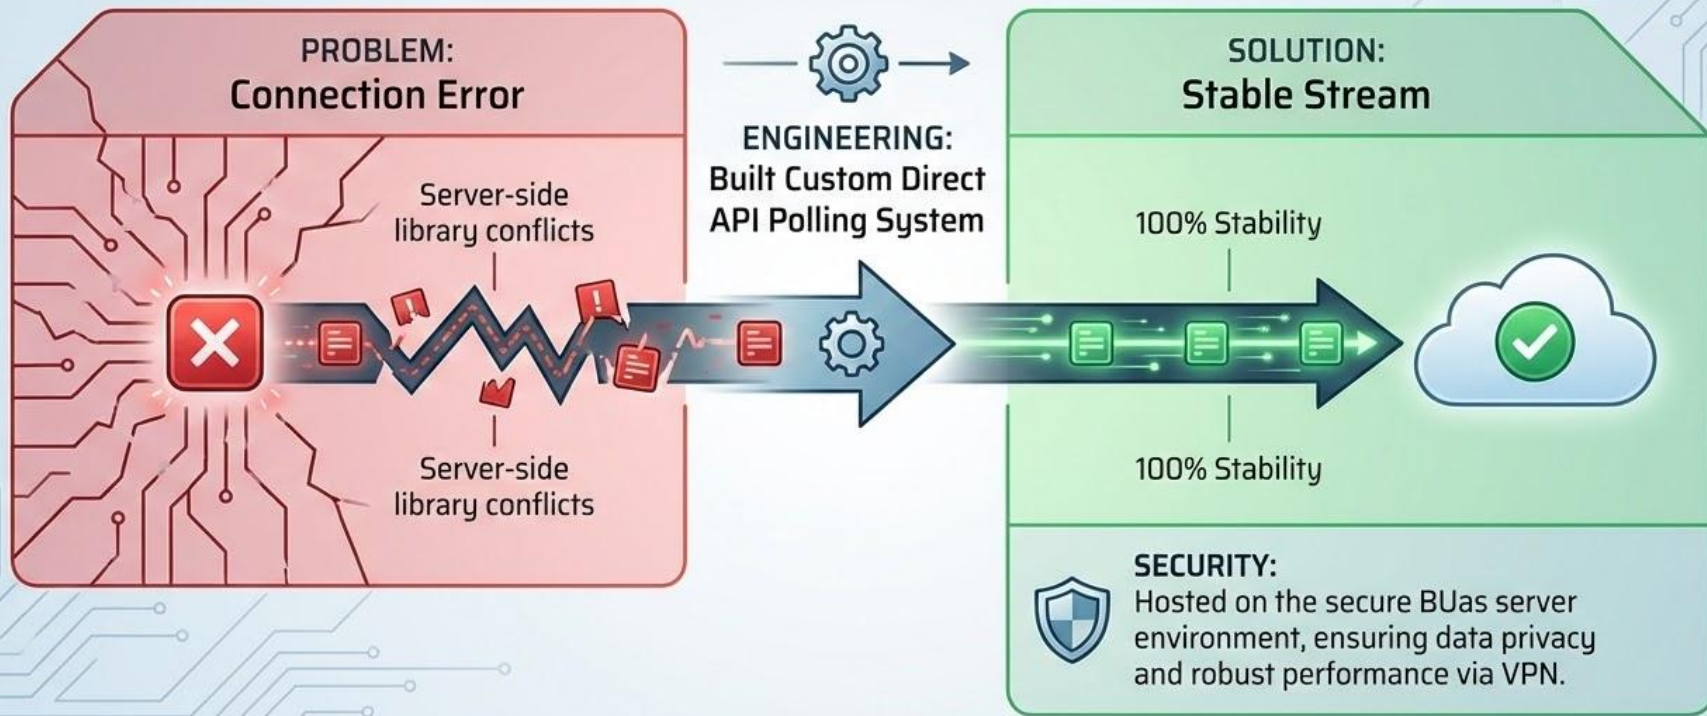 PROBLEM:
Connection Error
Server-side
library conflicts
Server-side
library conflicts
ENGINEERING:
Built Custom Direct
API Polling System
SOLUTION:
Stable Stream
100% Stability
100% Stability
SECURITY:
Hosted on the secure BUas server
environment, ensuring data privacy
and robust performance via VPN.